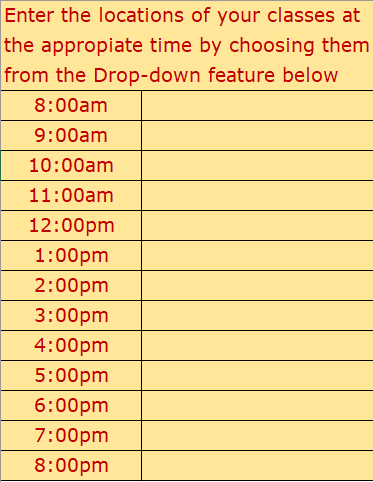 Enter the locations of your classes at
the appropiate time by choosing them
from the Drop-down feature below
8:00am
9:00am
10:00am
11:00am
12:00pm
1:00pm
2:00pm
3:00pm
4:00pm
5:00pm
6:00pm
7:00pm
8:00pm